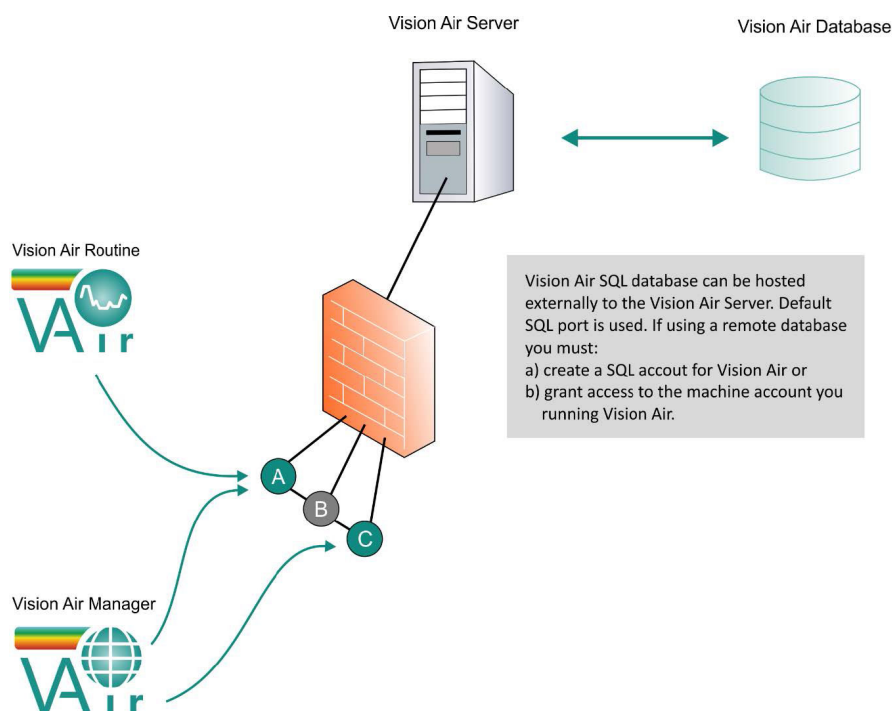 Vision Air Server
Vision Air Database
Vision Air Routine
VAir
Vision Air SQL database can be hosted
externally to the Vision Air Server. Default
SQL port is used. If using a remote database
you must:
a) create a SQL accout for Vision Air or
b) grant access to the machine account you
running Vision Air.
A
B
C
Vision Air Manager
VAir